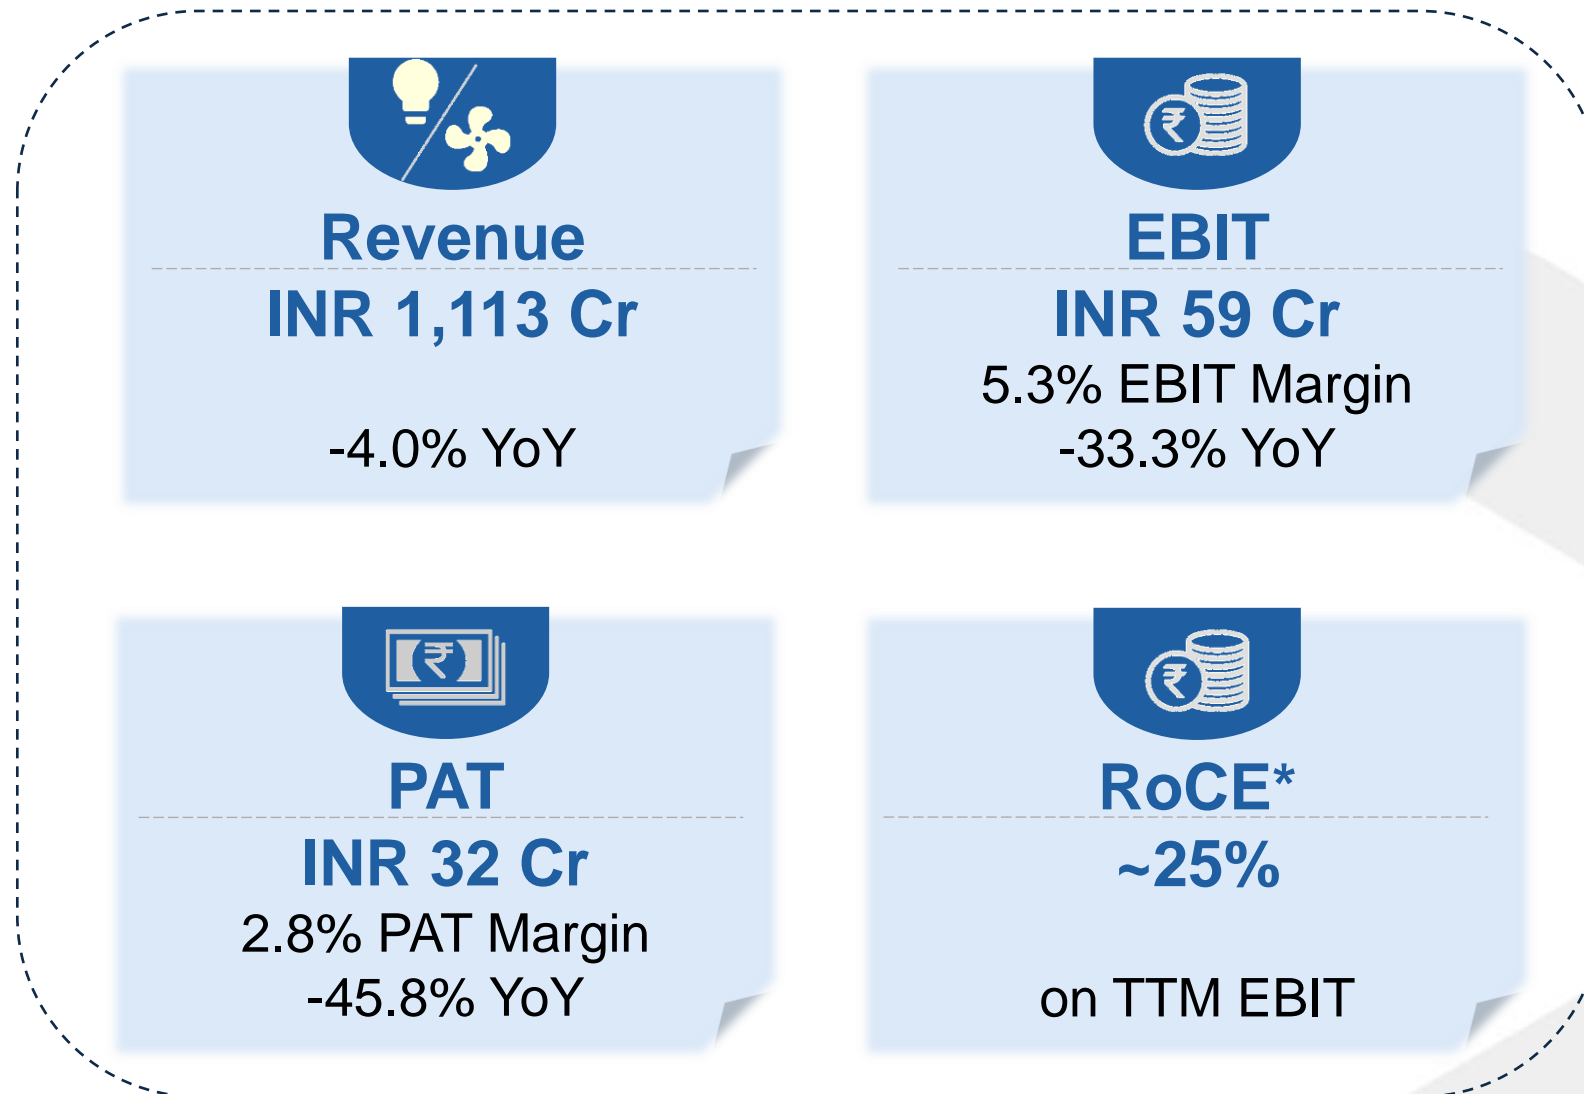 Revenue
INR 1,113 Cr
-4.0% YoY
EBIT
INR 59 Cr
5.3% EBIT Margin
-33.3% YoY
PAT
INR 32 Cr
2.8% PAT Margin
-45.8% YoY
RoCE*
~25%
on TTM EBIT